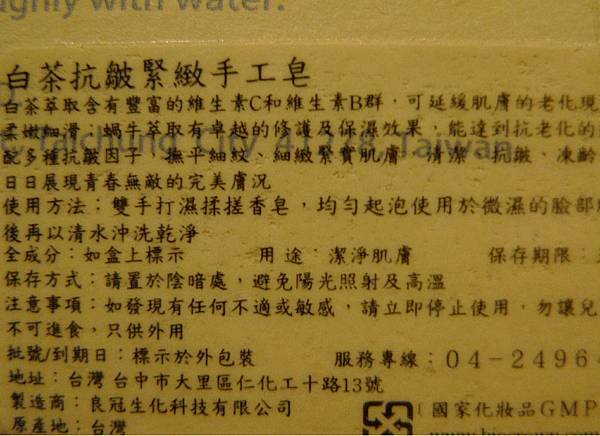 ghly with water.
白茶抗皺緊緻手工皂
白茶萃取含有豐富的維生素C和維生素B群，可延緩肌膚的老化現
柔嫩細滑；蝸牛萃取有卓越的修護及保濕效果，能達到抗老化的
配多種抗皺因子，撫平細紋、細緻緊實肌膚，清潔、抗皺、凍齡
日日展現青春無敵的完美膚況
使用方法：雙手打濕揉搓香皂，均勻起泡使用於微濕的臉部
後再以清水沖洗乾淨
全成分：如盒上標示 用途：潔淨肌膚 保存期限：
保存方式：請置於陰暗處，避免陽光照射及高溫
注意事項：如發現有任何不適或敏感，請立即停止使用，勿讓兒
不可進食，只供外用
批號/到期日：標示於外包裝 服務專線：04-2496
地址：台灣台中市大里區仁化工十路13號
製造商：良冠生化科技有限公司 國家化妝品GMP
原產地：台灣 www.biocrown.com